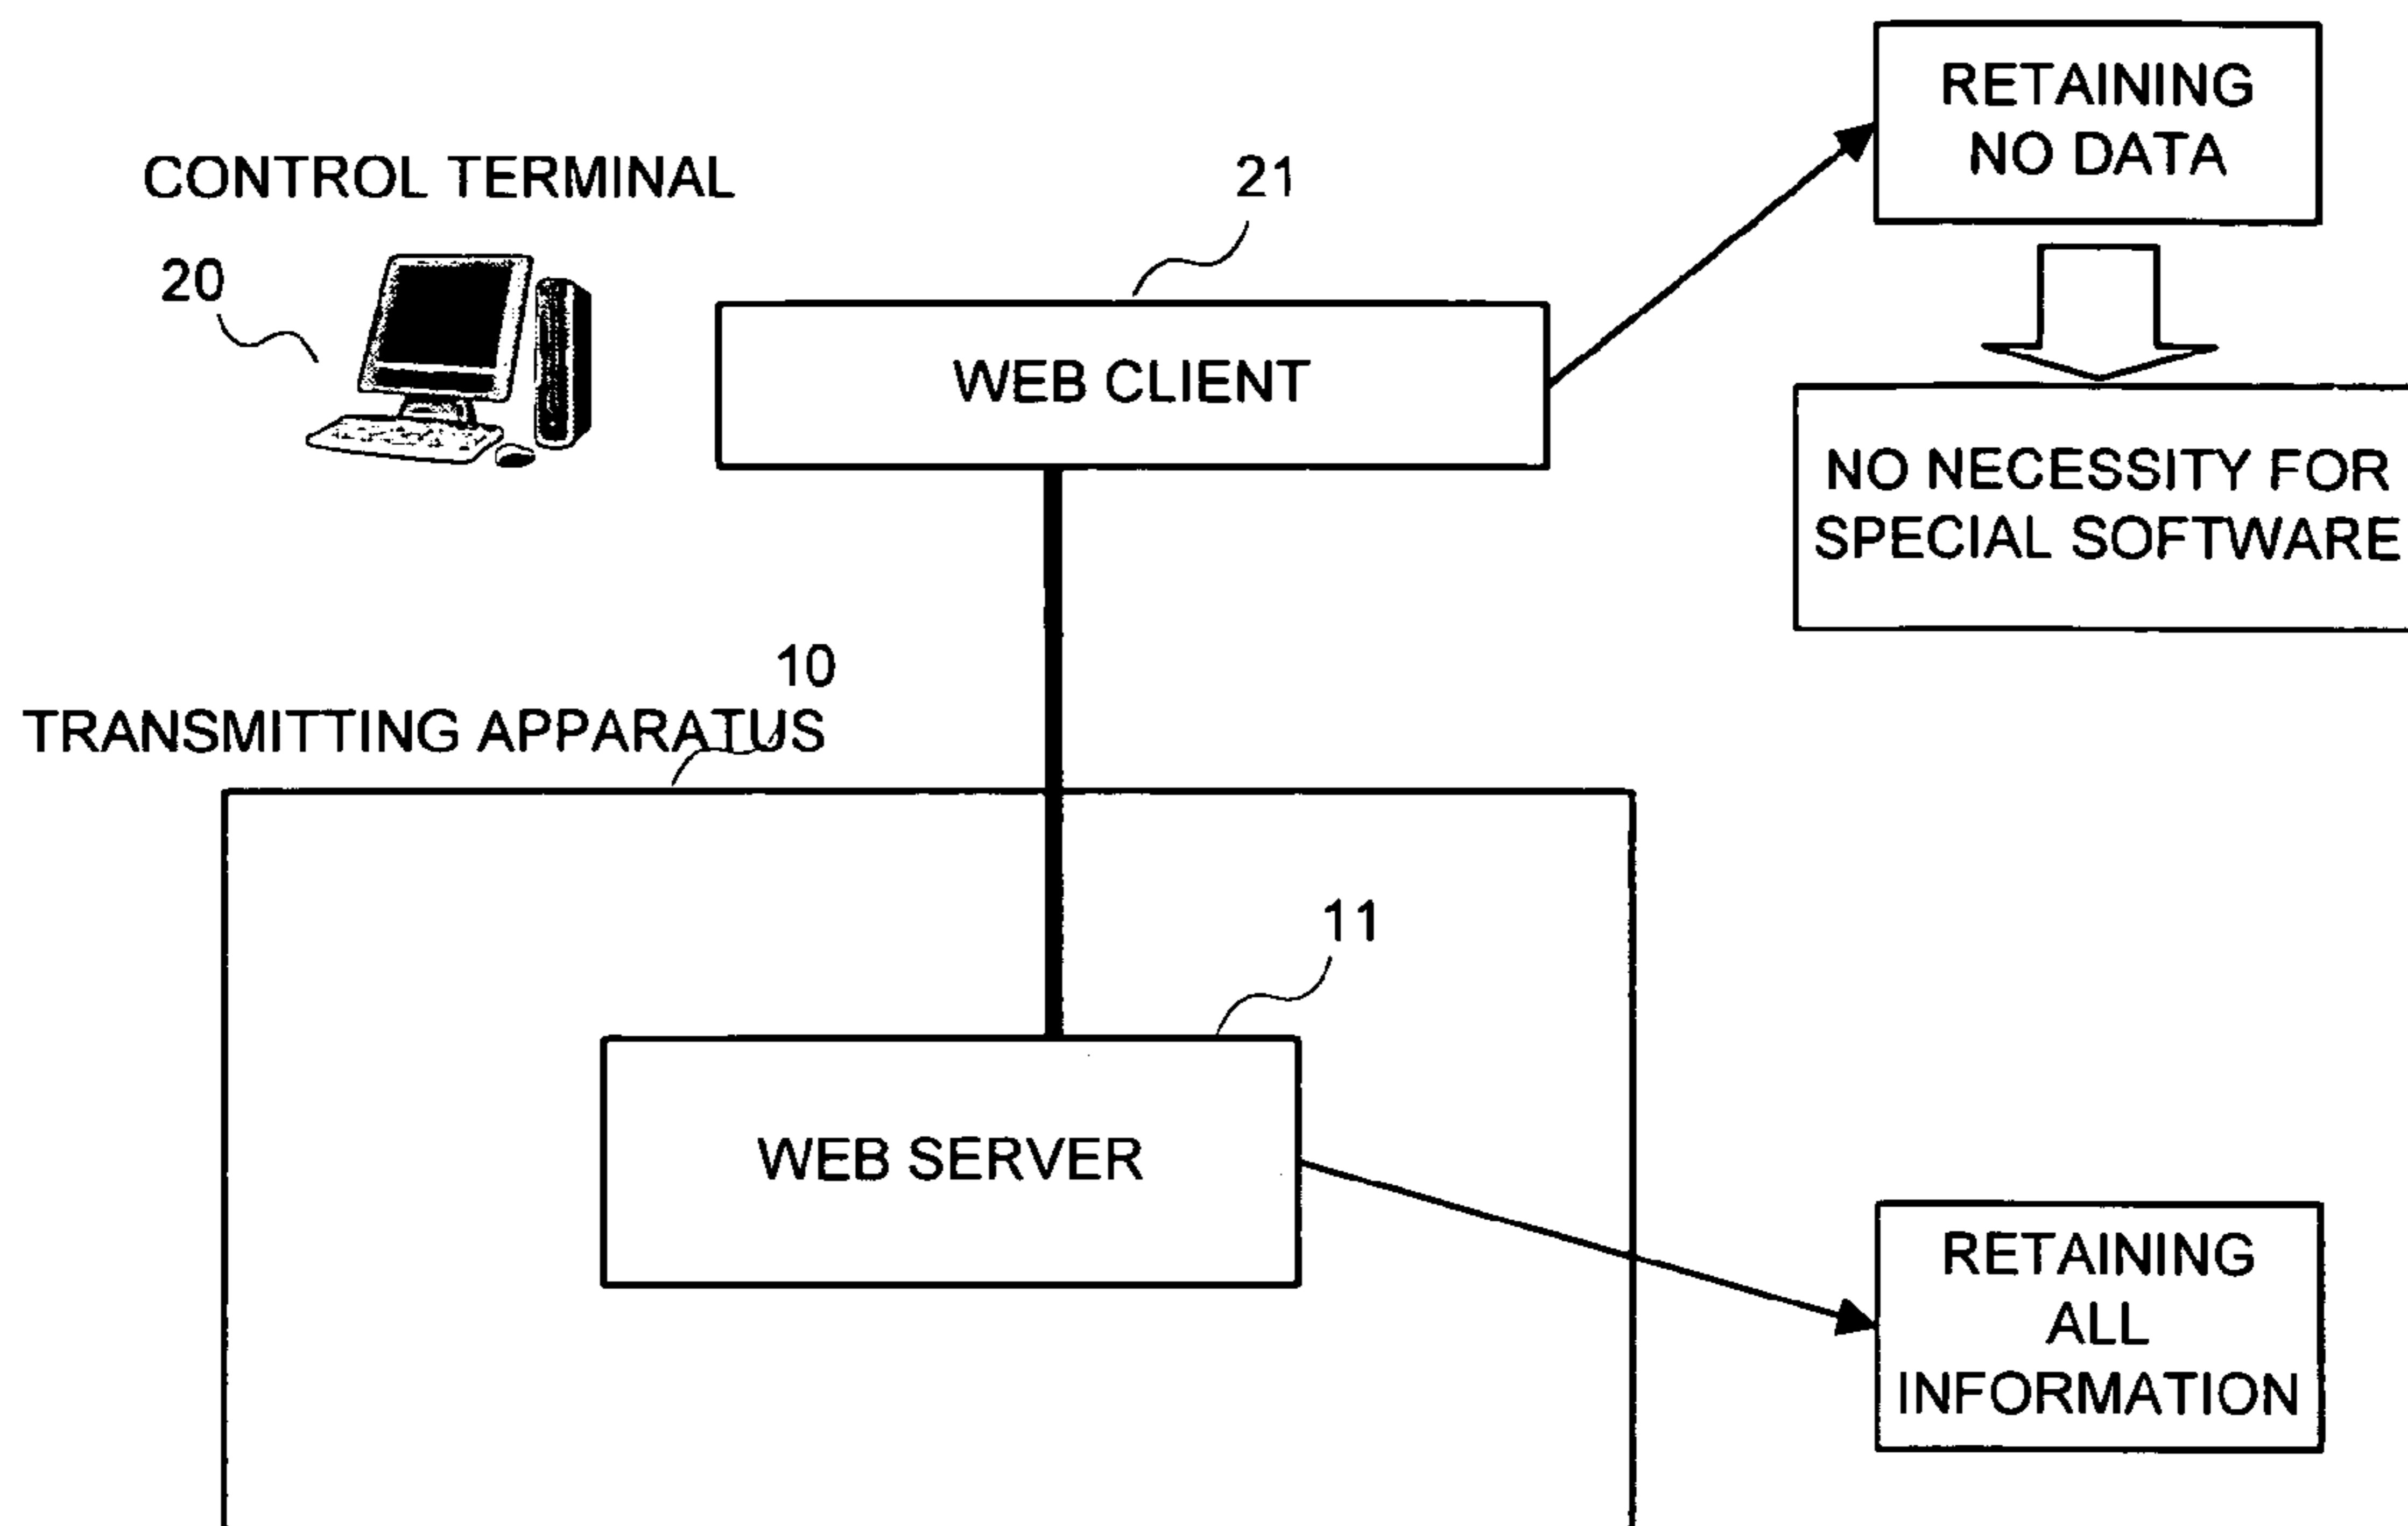 RETAINING
NO DATA
CONTROL TERMINAL
21
20
WEB CLIENT
NO NECESSITY FOR
SPECIAL SOFTWARE
10
TRANSMITTING APPARATUS
11
WEB SERVER
RETAINING
ALL
INFORMATION